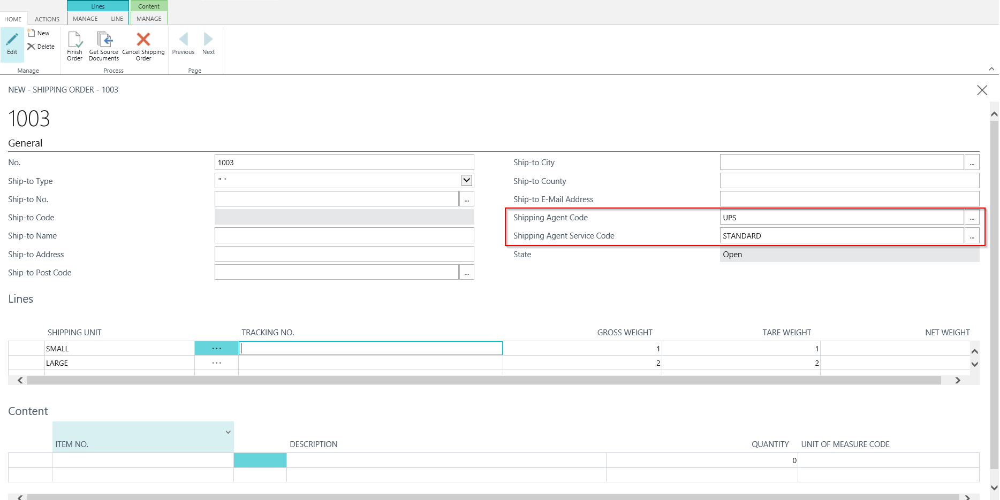 Lines Content
HOME ACTIONS MANAGE LINE MANAGE
Edit
New
Delete
Manage
Finish Order
Get Source Documents
Cancel Shipping Order
Process
Previous
Next
Page
NEW - SHIPPING ORDER - 1003
1003
General
No. 1003
Ship-to Type " "
Ship-to No. ...
Ship-to Code
Ship-to Name
Ship-to Address
Ship-to Post Code ...
Ship-to City ...
Ship-to County
Ship-to E-Mail Address
Shipping Agent Code UPS ...
Shipping Agent Service Code STANDARD ...
State Open
Lines
SHIPPING UNIT TRACKING NO. GROSS WEIGHT TARE WEIGHT NET WEIGHT
SMALL ... 1 1
LARGE ... 2 2
Content
ITEM NO. DESCRIPTION QUANTITY UNIT OF MEASURE CODE
0